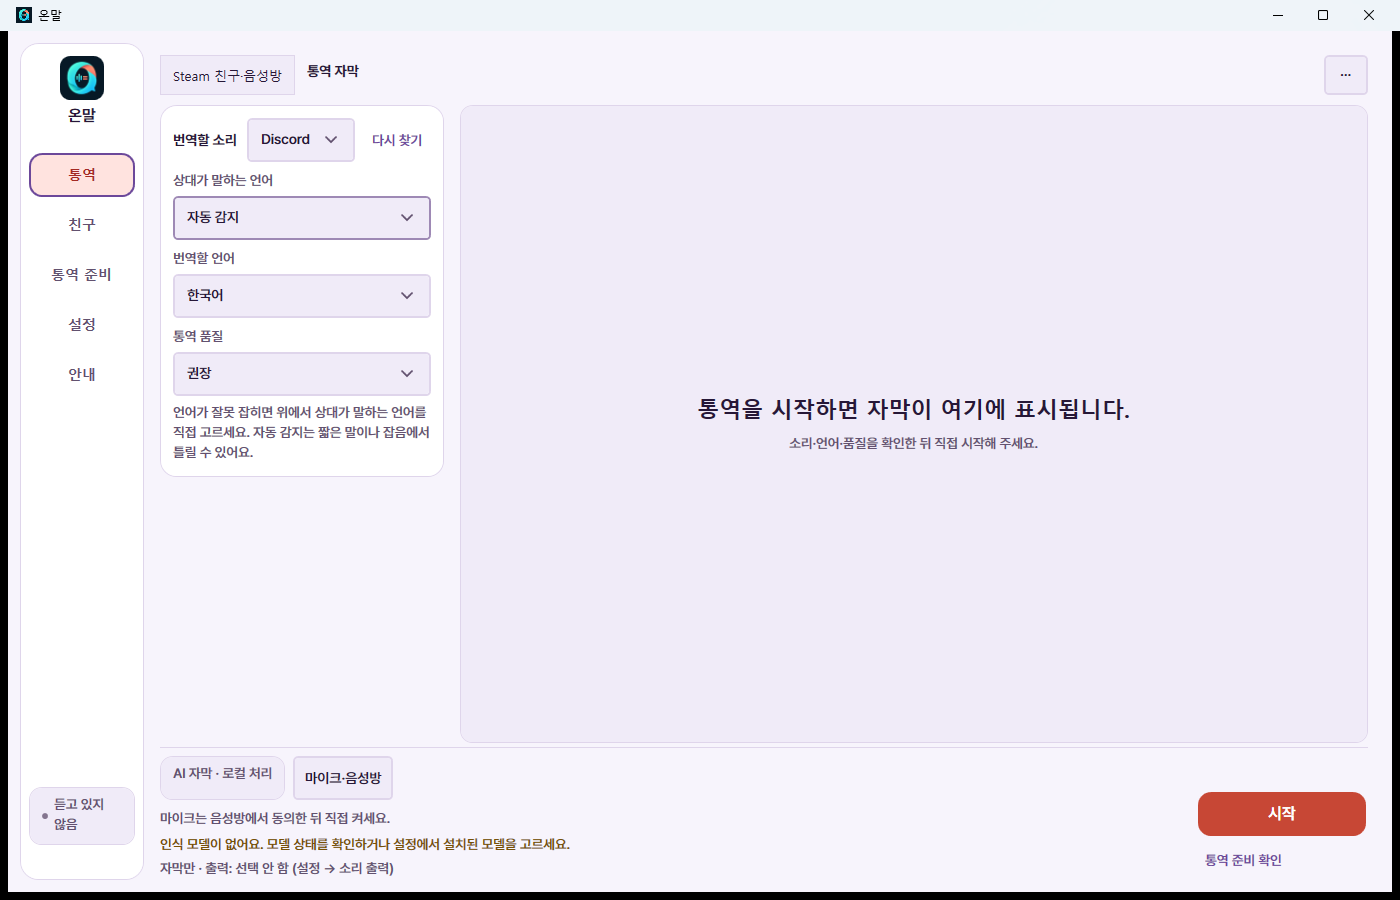 온말
온말
통역
친구
통역 준비
설정
안내
듣고 있지
않음
Steam 친구·음성방
통역 자막
...
번역할 소리
Discord
다시 찾기
상대가 말하는 언어
자동 감지
번역할 언어
한국어
통역 품질
권장
언어가 잘못 잡히면 위에서 상대가 말하는 언어를
직접 고르세요. 자동 감지는 짧은 말이나 잡음에서
틀릴 수 있어요.
통역을 시작하면 자막이 여기에 표시됩니다.
소리·언어·품질을 확인한 뒤 직접 시작해 주세요.
AI 자막 · 로컬 처리
마이크·음성방
마이크는 음성방에서 동의한 뒤 직접 켜세요.
인식 모델이 없어요. 모델 상태를 확인하거나 설정에서 설치된 모델을 고르세요.
자막만 · 출력: 선택 안 함 (설정 → 소리 출력)
시작
통역 준비 확인